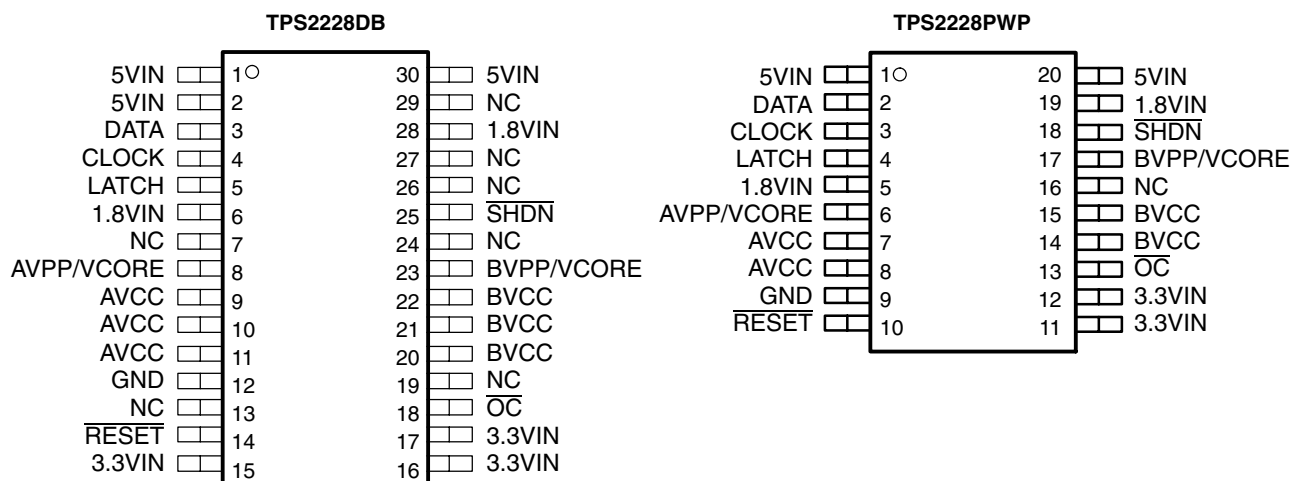 TPS2228DB
5VIN 1 30 5VIN
5VIN 2 29 NC
DATA 3 28 1.8VIN
CLOCK 4 27 NC
LATCH 5 26 NC
1.8VIN 6 25 SHDN
NC 7 24 NC
AVPP/VCORE 8 23 BVPP/VCORE
AVCC 9 22 BVCC
AVCC 10 21 BVCC
AVCC 11 20 BVCC
GND 12 19 NC
NC 13 18 OC
RESET 14 17 3.3VIN
3.3VIN 15 16 3.3VIN
TPS2228PWP
5VIN 1 20 5VIN
DATA 2 19 1.8VIN
CLOCK 3 18 SHDN
LATCH 4 17 BVPP/VCORE
1.8VIN 5 16 NC
AVPP/VCORE 6 15 BVCC
AVCC 7 14 BVCC
AVCC 8 13 OC
GND 9 12 3.3VIN
RESET 10 11 3.3VIN